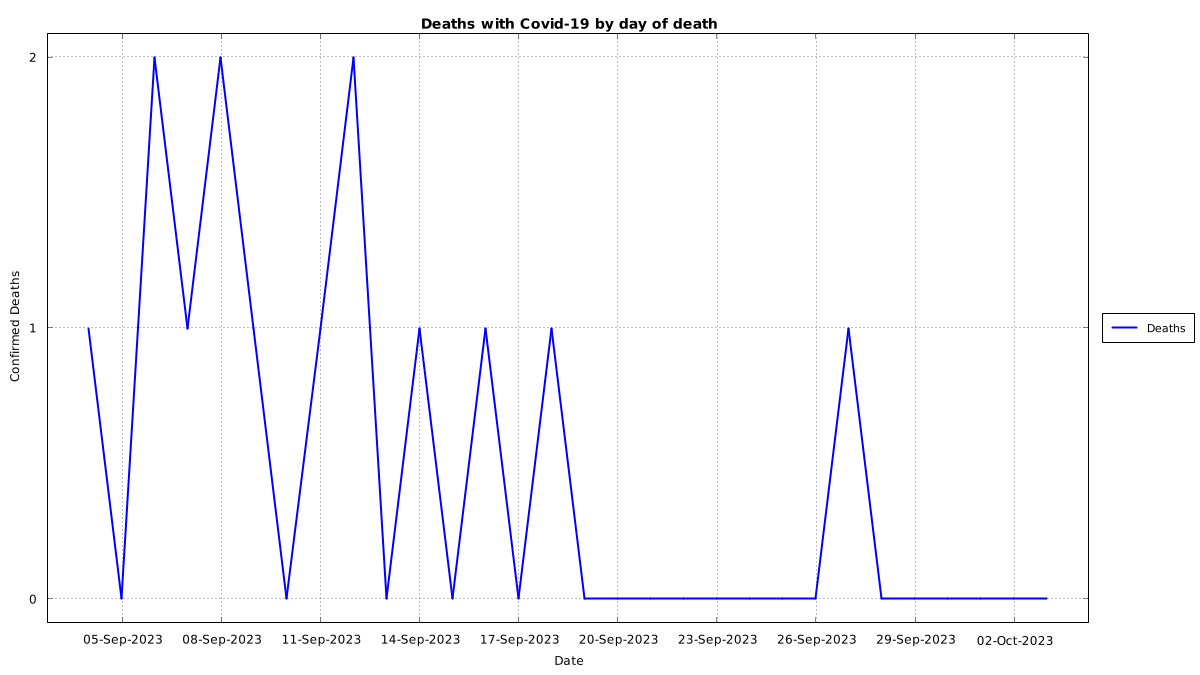 Deaths with Covid-19 by day of death
Confirmed Deaths
2
1
0
05-Sep-2023 08-Sep-2023 11-Sep-2023 14-Sep-2023 17-Sep-2023 20-Sep-2023 23-Sep-2023 26-Sep-2023 29-Sep-2023 02-Oct-2023
Date
Deaths